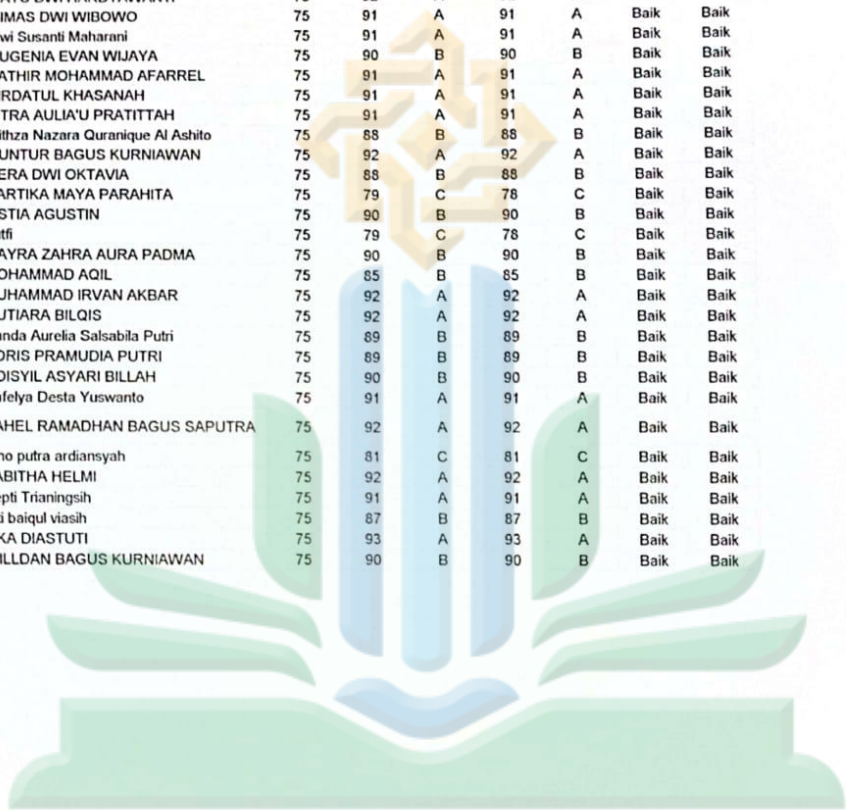 IMAS DWI WIBOWO 75 91 A 91 A Baik Baik
wi Susanti Maharani 75 91 A 91 A Baik Baik
UGENIA EVAN WIJAYA 75 90 B 90 B Baik Baik
ATHIR MOHAMMAD AFARREL 75 91 A 91 A Baik Baik
IRDATUL KHASANAH 75 91 A 91 A Baik Baik
TRA AULIA'U PRATITTAH 75 91 A 91 A Baik Baik
ithza Nazara Quranique Al Ashito 75 88 B 88 B Baik Baik
UNTUR BAGUS KURNIAWAN 75 92 A 92 A Baik Baik
ERA DWI OKTAVIA 75 88 B 88 B Baik Baik
ARTIKA MAYA PARAHITA 75 79 C 78 C Baik Baik
STIA AGUSTIN 75 90 B 90 B Baik Baik
tfi 75 79 C 78 C Baik Baik
AYRA ZAHRA AURA PADMA 75 90 B 90 B Baik Baik
OHAMMAD AQIL 75 85 B 85 B Baik Baik
UHAMMAD IRVAN AKBAR 75 92 A 92 A Baik Baik
UTIARA BILQIS 75 92 A 92 A Baik Baik
anda Aurelia Salsabila Putri 75 89 B 89 B Baik Baik
ORIS PRAMUDIA PUTRI 75 89 B 89 B Baik Baik
OISYIL ASYARI BILLAH 75 90 B 90 B Baik Baik
afelya Desta Yuswanto 75 91 A 91 A Baik Baik
AHEL RAMADHAN BAGUS SAPUTRA 75 92 A 92 A Baik Baik
no putra ardiansyah 75 81 C 81 C Baik Baik
ABITHA HELMI 75 92 A 92 A Baik Baik
epti Trianingsih 75 91 A 91 A Baik Baik
ti baiqul viasih 75 87 B 87 B Baik Baik
KA DIASTUTI 75 93 A 93 A Baik Baik
ILLDAN BAGUS KURNIAWAN 75 90 B 90 B Baik Baik